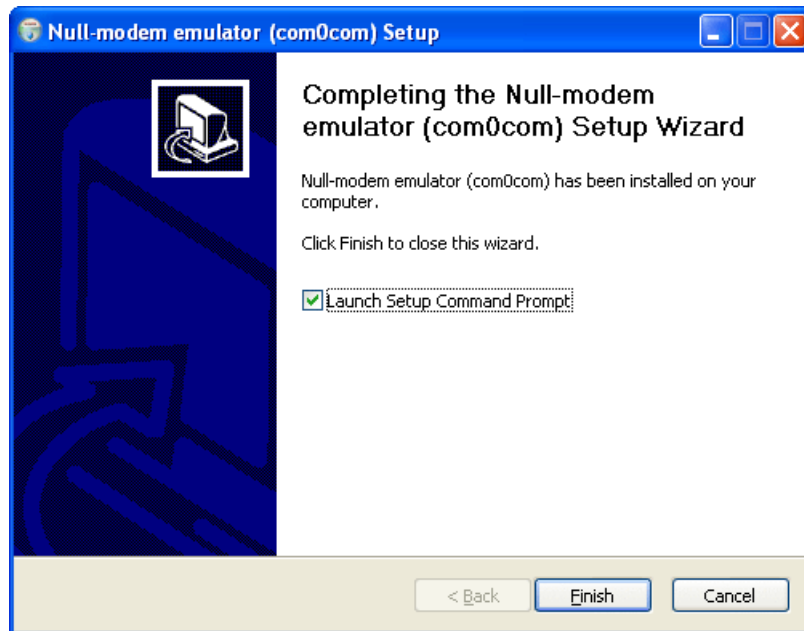 Null-modem emulator (com0com) Setup
Completing the Null-modem
emulator (com0com) Setup Wizard
Null-modem emulator (com0com) has been installed on your
computer.
Click Finish to close this wizard.
Launch Setup Command Prompt
< Back
Finish
Cancel